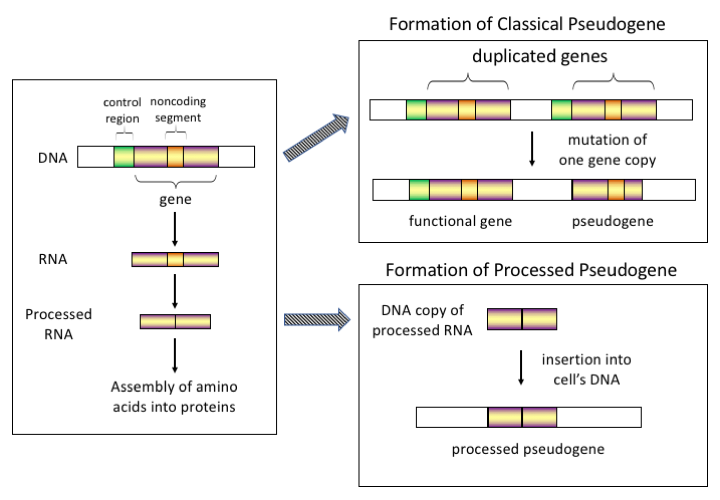 Formation of Classical Pseudogene
duplicated genes
control
region
noncoding
segment
DNA
gene
mutation of
one gene copy
functional gene
pseudogene
RNA
Processed
RNA
Assembly of amino
acids into proteins
Formation of Processed Pseudogene
DNA copy of
processed RNA
insertion into
cell's DNA
processed pseudogene